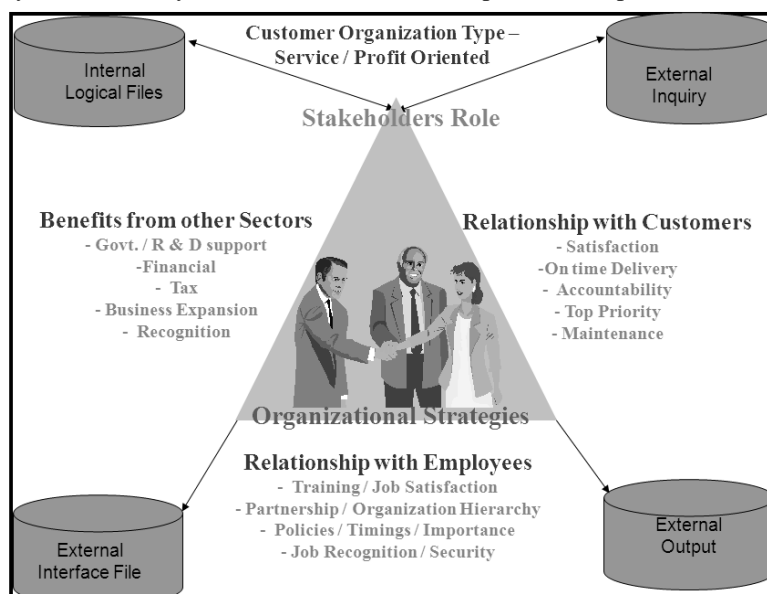 Customer Organization Type –
Service / Profit Oriented
Internal
Logical Files
External
Inquiry
Stakeholders Role
Benefits from other Sectors
- Govt. / R & D support
-Financial
- Tax
- Business Expansion
- Recognition
Relationship with Customers
- Satisfaction
-On time Delivery
- Accountability
- Top Priority
- Maintenance
Organizational Strategies
Relationship with Employees
- Training / Job Satisfaction
- Partnership / Organization Hierarchy
- Policies / Timings / Importance
- Job Recognition / Security
External
Interface File
External
Output